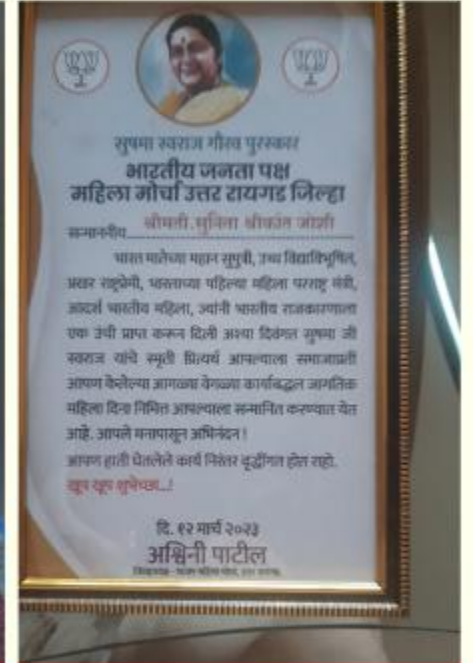 सुषमा स्वराज गौरव पुरस्कार
भारतीय जनता पक्ष
महिला मोर्चा उत्तर रायगड जिल्हा
सन्माननीय श्रीमती.सुनिता श्रीकांत जोशी
भारत मातेच्या महान सुपुत्री, उच्च विद्याविभूषित,
प्रखर राष्ट्रप्रेमी, भारताच्या पहिल्या महिला परराष्ट्र मंत्री,
आदर्श भारतीय महिला, ज्यांनी भारतीय राजकारणाला
एक उंची प्राप्त करून दिली अश्या दिवंगत सुषमा जी
स्वराज यांचे स्मृती प्रित्यर्थ आपल्याला समाजाप्रती
आपण केलेल्या आगळ्या वेगळ्या कार्याबद्धल जागतिक
महिला दिना निमित्त आपल्याला सन्मानित करण्यात येत
आहे. आपले मनापासून अभिनंदन !
आपण हाती घेतलेले कार्य निरंतर वृद्धींगत होत राहो.
खूप खूप शुभेच्छा..!
दि. १२ मार्च २०२३
अश्विनी पाटील